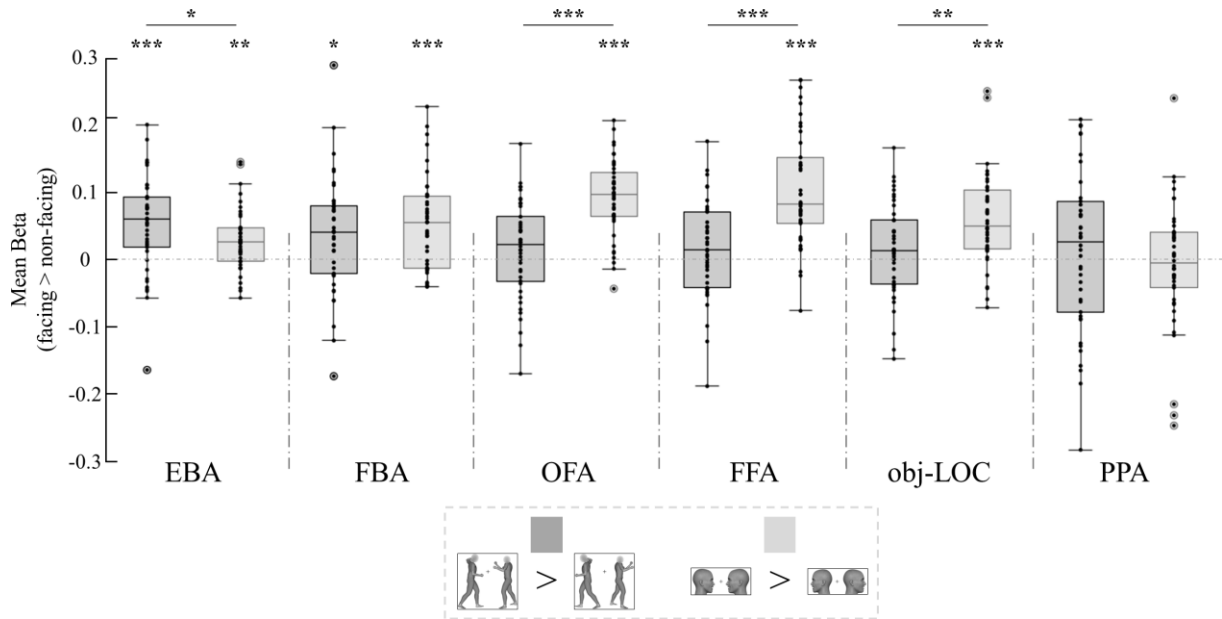 * *** *** **
*** ** * *** *** *** ***
0.3
0.2
0.1
0
-0.1
-0.2
-0.3
Mean Beta
(facing > non-facing)
EBA FBA OFA FFA obj-LOC PPA
> >